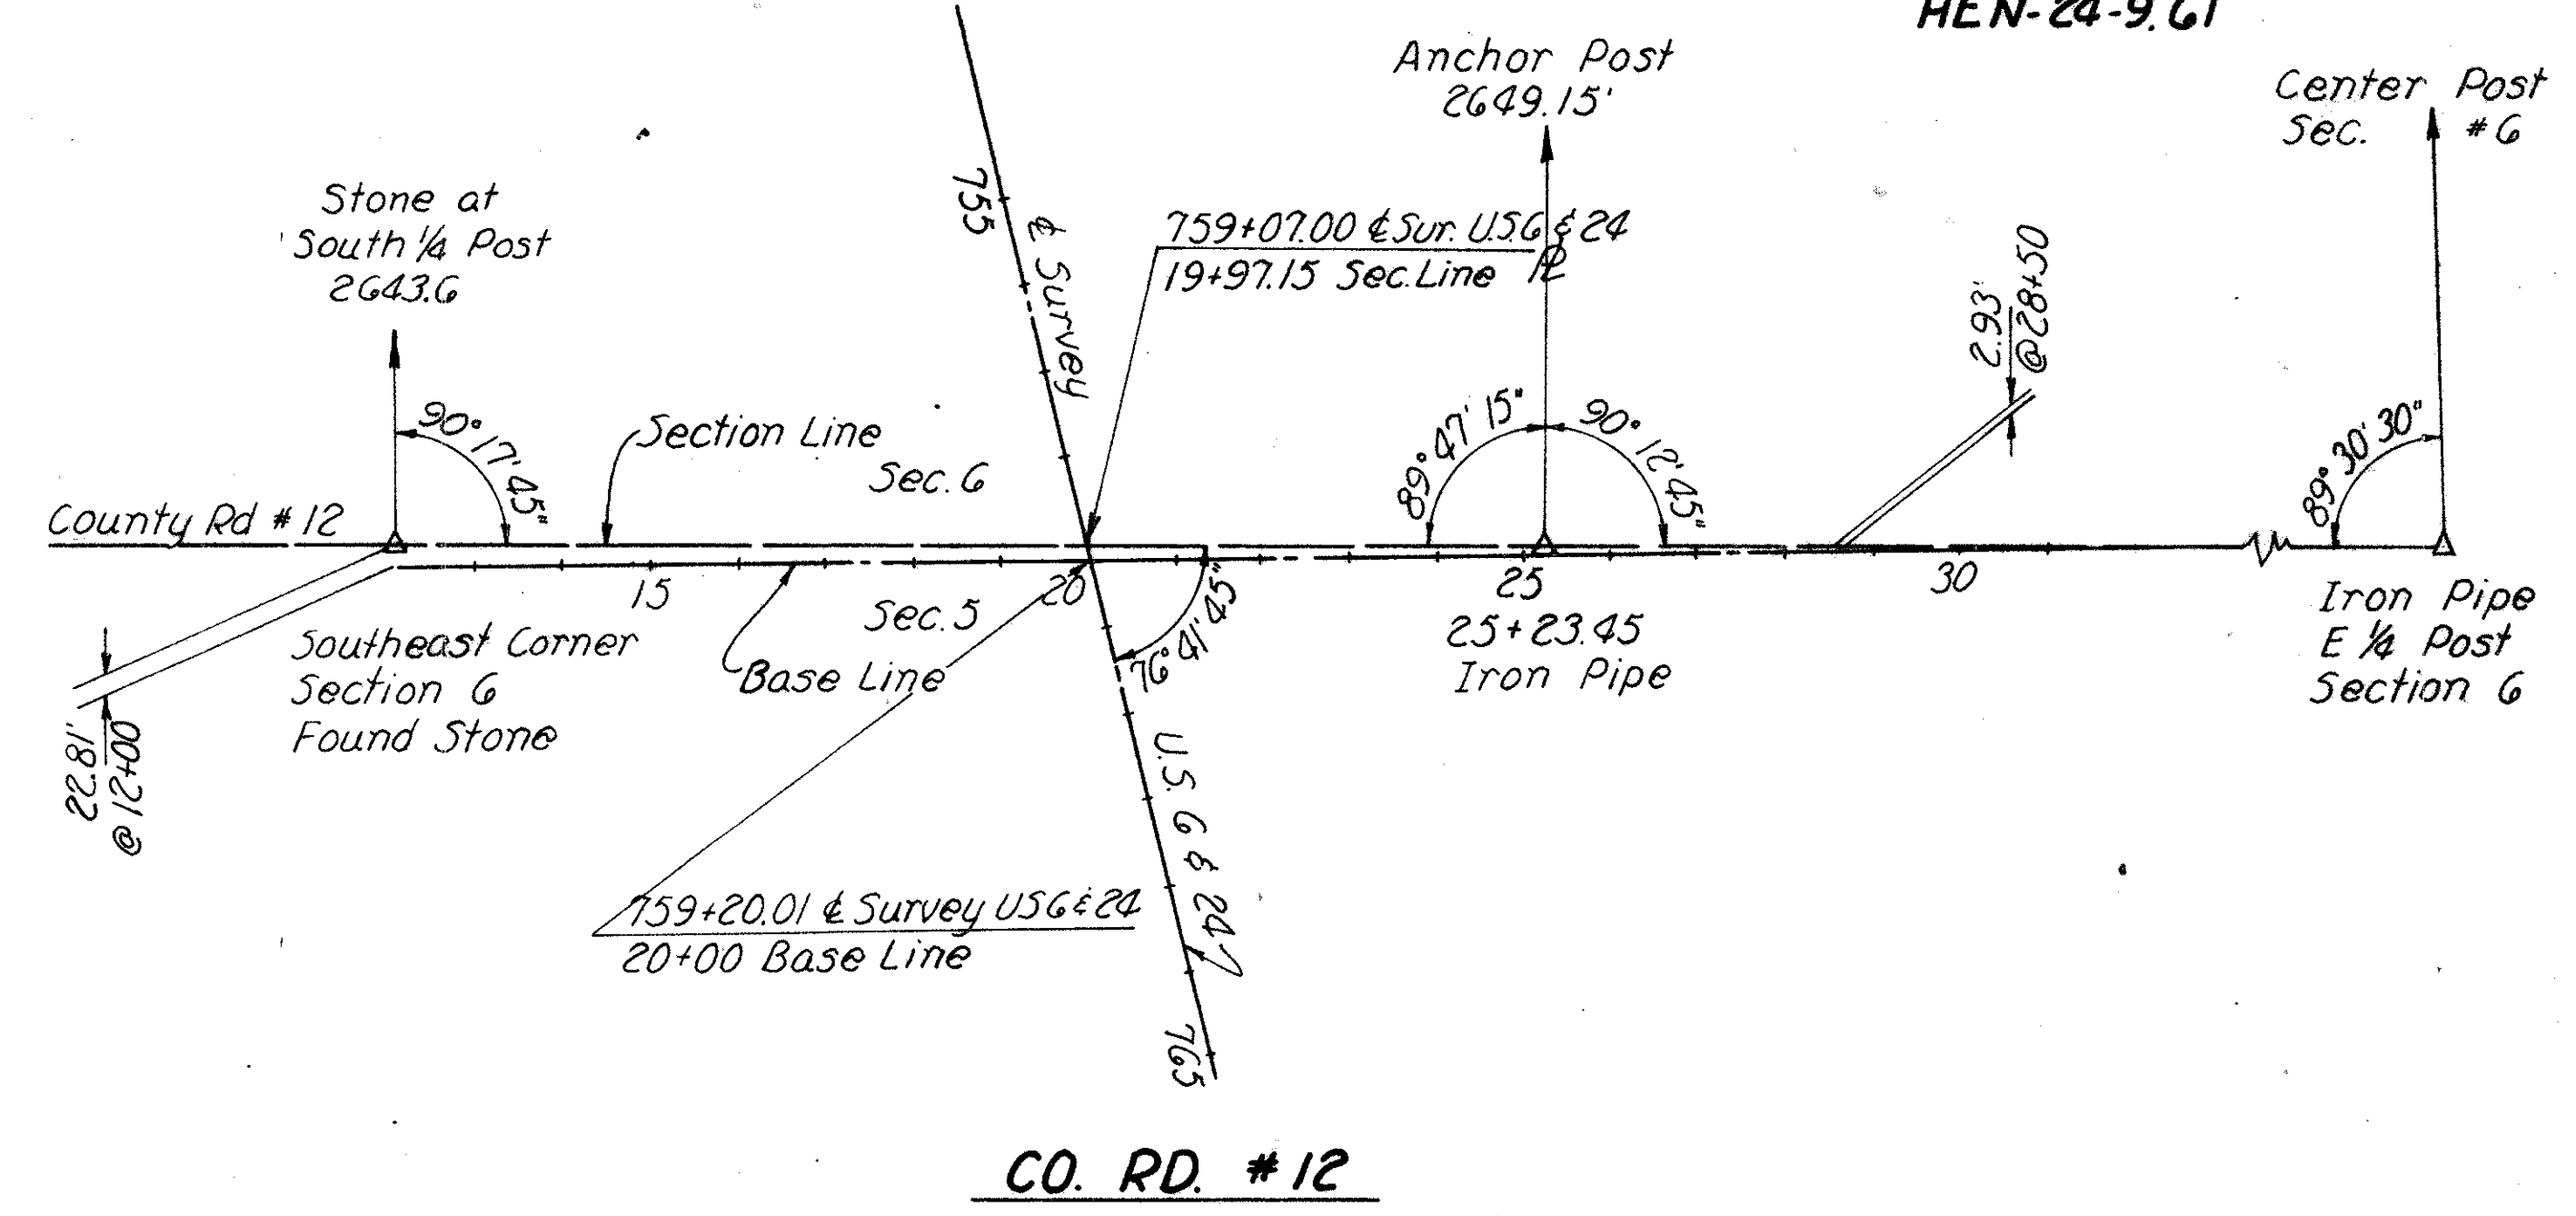 HEN-24-9.61
Anchor Post
2649.15'
Center Post
Sec. #6
Stone at
South 1/4 Post
2643.6
755
℄ Survey
759+07.00 ℄ Sur. U.S.6 & 24
19+97.15 Sec. Line
2.93'
@28+50
90° 17' 45"
Section Line
Sec. 6
89° 47' 15"
90° 12' 45"
89° 30' 30"
County Rd #12
15
20
25
30
Sec. 5
76° 41' 45"
Base Line
Southeast Corner
Section 6
Found Stone
25+23.45
Iron Pipe
Iron Pipe
E 1/4 Post
Section 6
22.81'
@ 12+00
U.S. 6 & 24
759+20.01 ℄ Survey US6 & 24
20+00 Base Line
765
CO. RD. #12